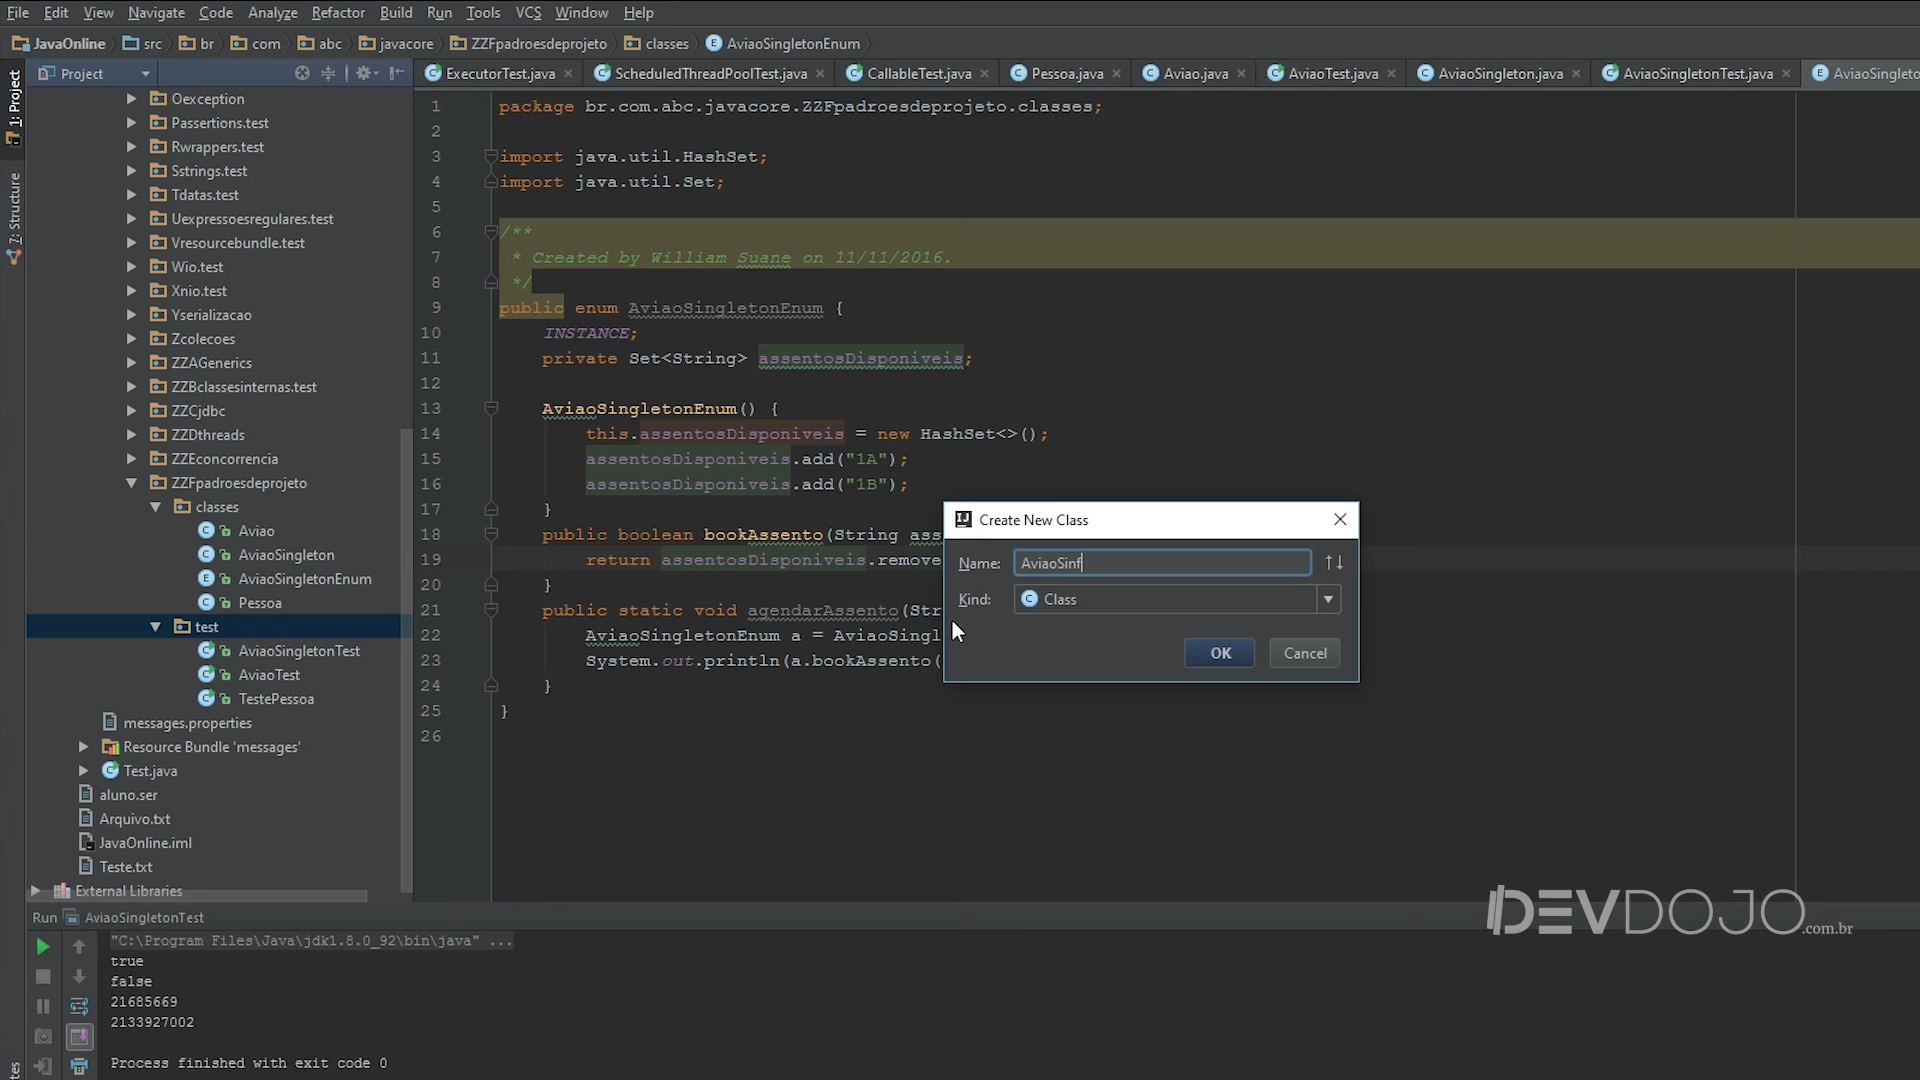 File Edit View Navigate Code Analyze Refactor Build Run Tools VCS Window Help
JavaOnline src br com abc javacore ZZFpadroesdeprojeto classes AviaoSingletonEnum
Project
ExecutorTest.java ScheduledThreadPoolTest.java CallableTest.java Pessoa.java Aviao.java AviaoTest.java AviaoSingleton.java AviaoSingletonTest.java AviaoSingleto
1: Project
7: Structure
Oexception
Passertions.test
Rwrappers.test
Sstrings.test
Tdatas.test
Uexpressoesregulares.test
Vresourcebundle.test
Wio.test
Xnio.test
Yserializacao
Zcolecoes
ZZAGenerics
ZZBclassesinternas.test
ZZCjdbc
ZZDthreads
ZZEconcorrencia
ZZFpadroesdeprojeto
classes
Aviao
AviaoSingleton
AviaoSingletonEnum
Pessoa
test
AviaoSingletonTest
AviaoTest
TestePessoa
messages.properties
Resource Bundle 'messages'
Test.java
aluno.ser
Arquivo.txt
JavaOnline.iml
Teste.txt
External Libraries
1 package br.com.abc.javacore.ZZFpadroesdeprojeto.classes;
2
3 import java.util.HashSet;
4 import java.util.Set;
5
6 /**
7 * Created by William Suane on 11/11/2016.
8 */
9 public enum AviaoSingletonEnum {
10 INSTANCE;
11 private Set<String> assentosDisponiveis;
12
13 AviaoSingletonEnum() {
14 this.assentosDisponiveis = new HashSet<>();
15 assentosDisponiveis.add("1A");
16 assentosDisponiveis.add("1B");
17 }
18 public boolean bookAssento(String ass
19 return assentosDisponiveis.remove
20 }
21 public static void agendarAssento(Str
22 AviaoSingletonEnum a = AviaoSingl
23 System.out.println(a.bookAssento(
24 }
25 }
26
Create New Class
Name: AviaoSinf
Kind: Class
OK Cancel
Run AviaoSingletonTest
"C:\Program Files\Java\jdk1.8.0_92\bin\java" ...
true
false
21685669
2133927002
Process finished with exit code 0
DEVDOJO.com.br